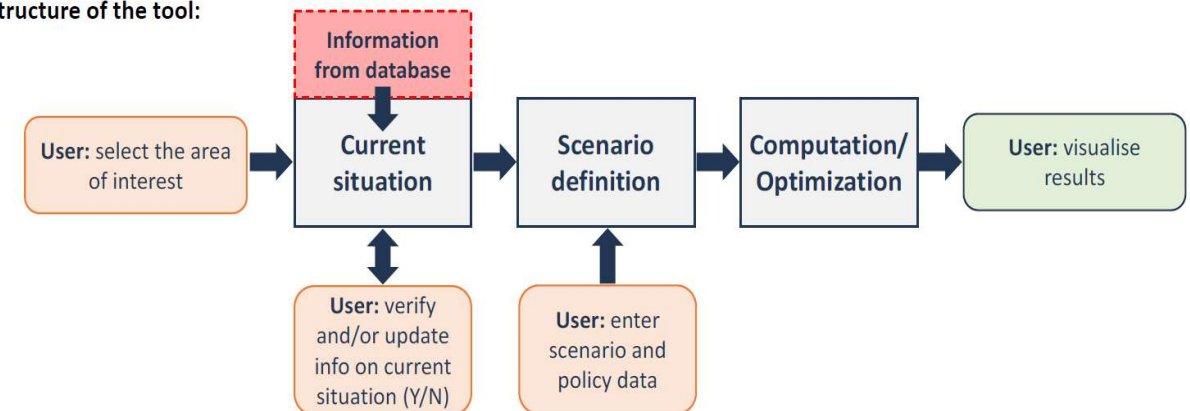 tructure of the tool:
Information
from database
User: select the area
of interest
Current
situation
Scenario
definition
Computation/
Optimization
User: visualise
results
User: verify
and/or update
info on current
situation (Y/N)
User: enter
scenario and
policy data